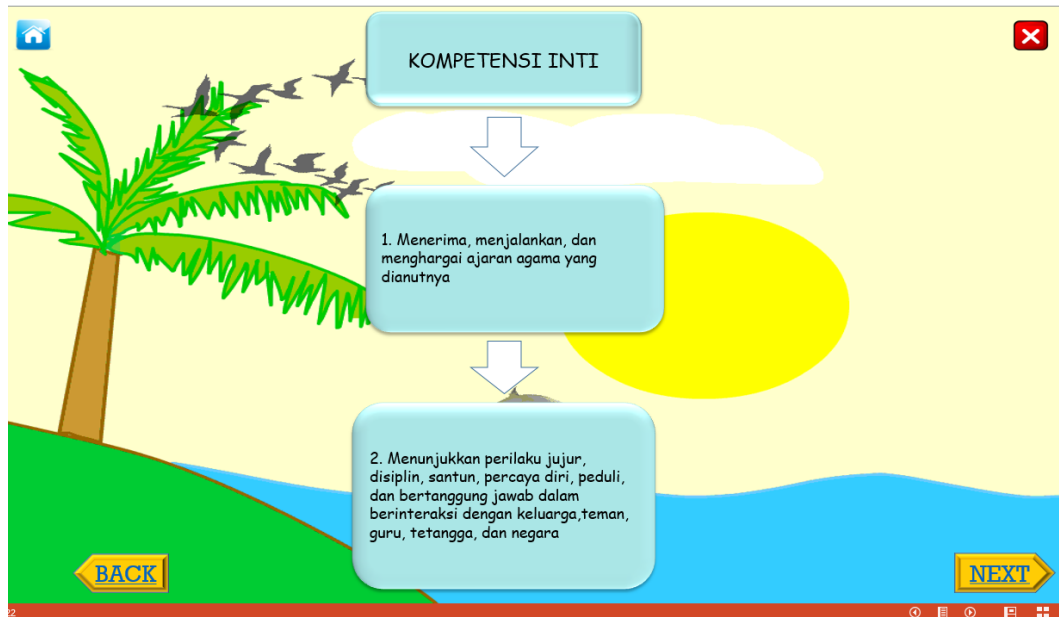 KOMPETENSI INTI
1. Menerima, menjalankan, dan
menghargai ajaran agama yang
dianutnya
2. Menunjukkan perilaku jujur,
disiplin, santun, percaya diri, peduli,
dan bertanggung jawab dalam
berinteraksi dengan keluarga,teman,
guru, tetangga, dan negara
BACK
NEXT
22